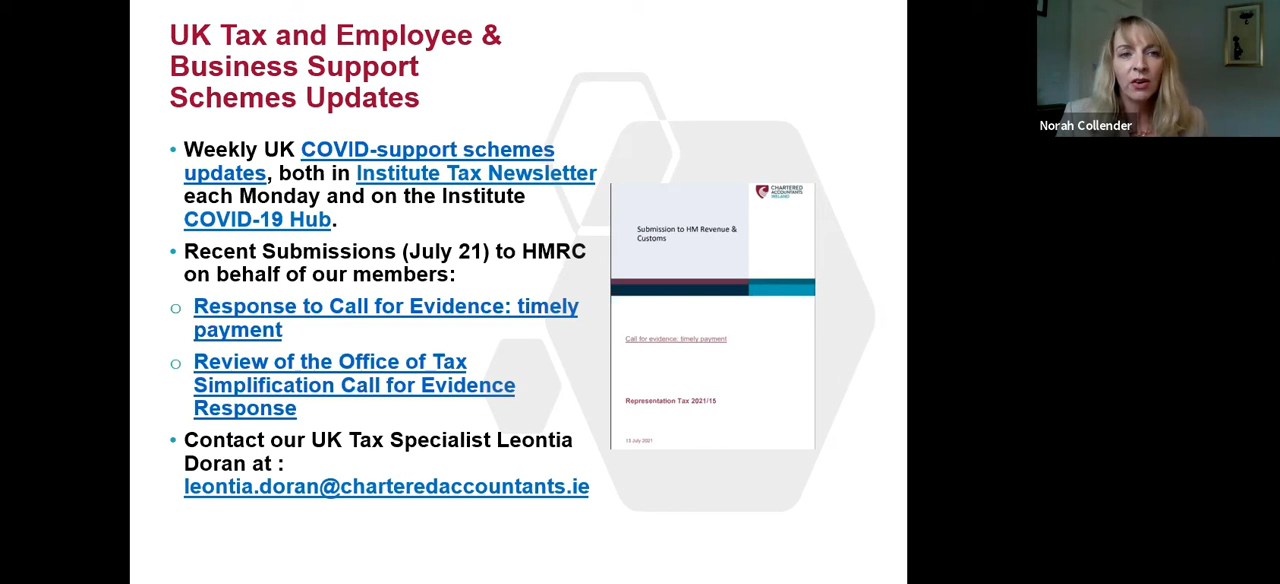 UK Tax and Employee &
Business Support
Schemes Updates
• Weekly UK COVID-support schemes
updates, both in Institute Tax Newsletter
each Monday and on the Institute
COVID-19 Hub.
• Recent Submissions (July 21) to HMRC
on behalf of our members:
o Response to Call for Evidence: timely
payment
o Review of the Office of Tax
Simplification Call for Evidence
Response
• Contact our UK Tax Specialist Leontia
Doran at :
leontia.doran@charteredaccountants.ie
CHARTERED
ACCOUNTANTS
IRELAND
Submission to HM Revenue &
Customs
Call for evidence: timely payment
Representation Tax 2021/15
13 July 2021
Norah Collender